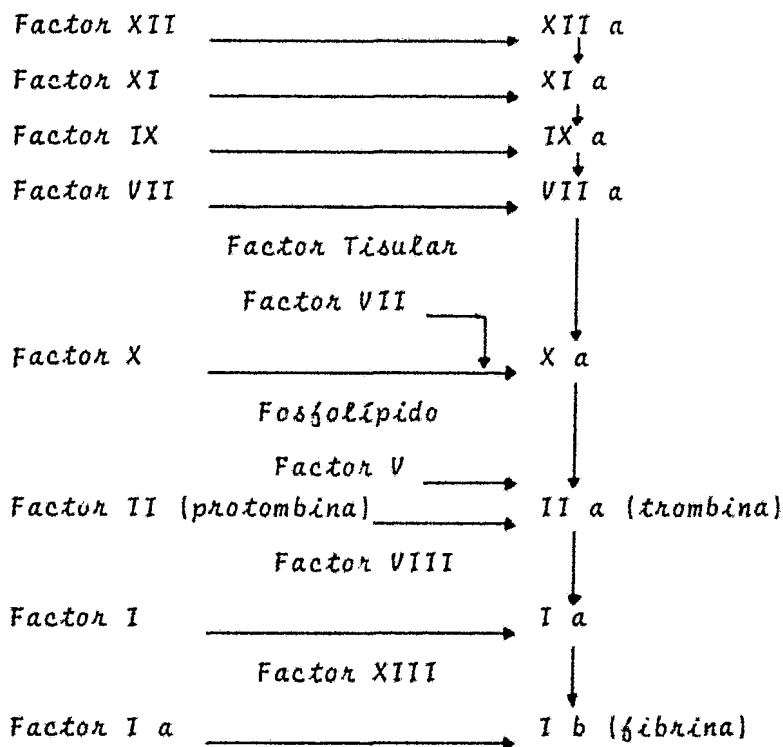 Factor XII XII a
Factor XI XI a
Factor IX IX a
Factor VII VII a
Factor Tisular
Factor VII
Factor X X a
Fosfolípido
Factor V
Factor II (protombina) II a (trombina)
Factor VIII
Factor I I a
Factor XIII
Factor I a I b (fibrina)